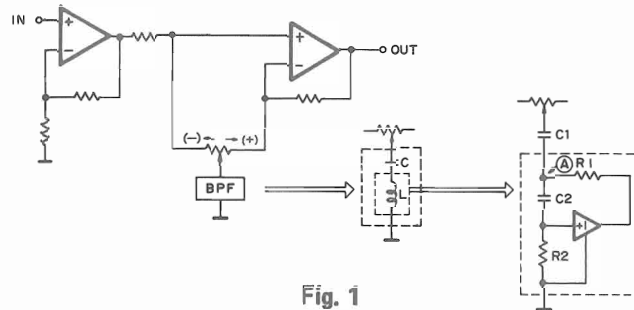 IN
+
−
+
−
OUT
(−) (+)
BPF
C
L
C1
A R1
C2
+1
R2
Fig. 1